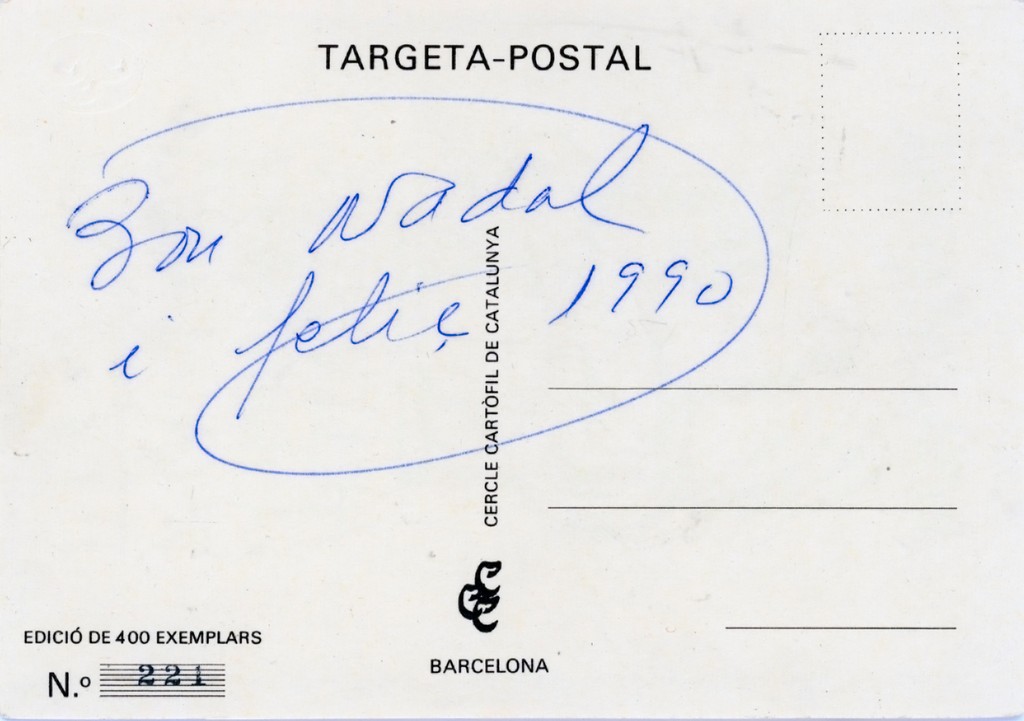 TARGETA-POSTAL
Bon Nadal
i feliç 1990
CERCLE CARTÒFIL DE CATALUNYA
BARCELONA
EDICIÓ DE 400 EXEMPLARS
N.º 221